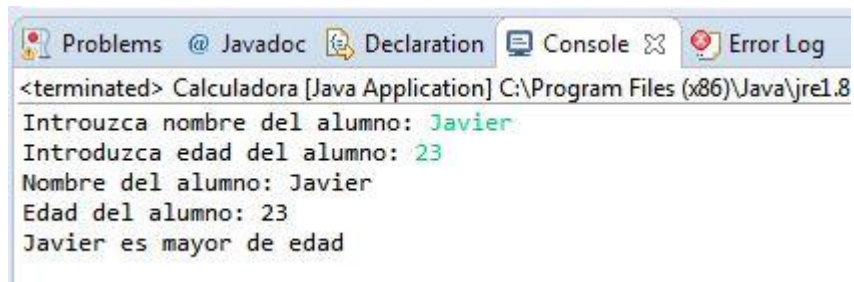 Problems @ Javadoc Declaration Console Error Log
<terminated> Calculadora [Java Application] C:\Program Files (x86)\Java\jre1.8
Introuzca nombre del alumno: Javier
Introduzca edad del alumno: 23
Nombre del alumno: Javier
Edad del alumno: 23
Javier es mayor de edad